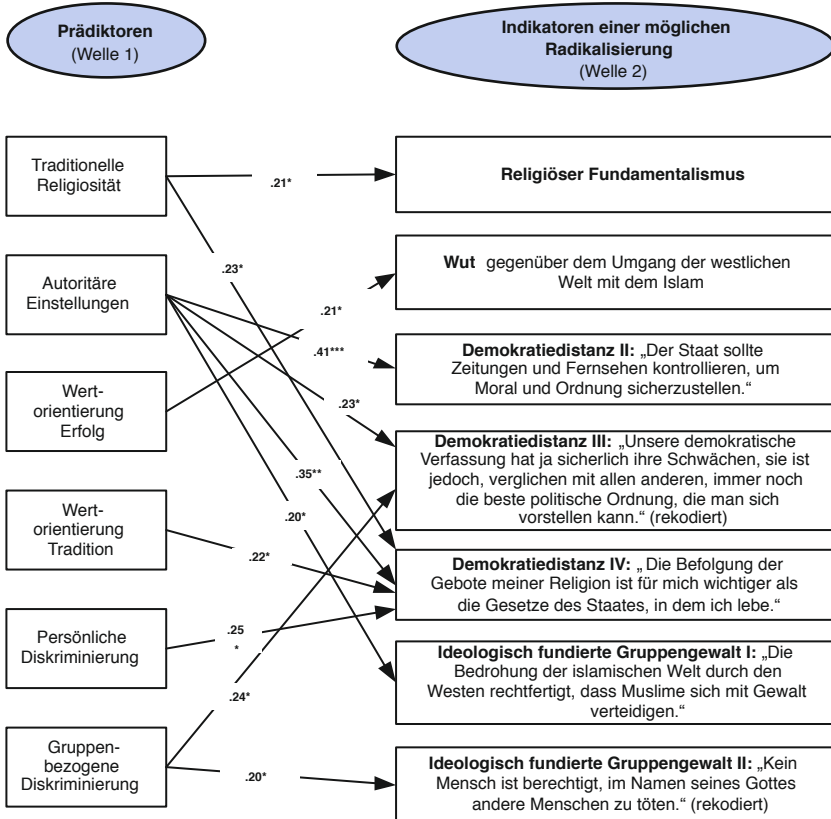 Prädiktoren
(Welle 1)
Indikatoren einer möglichen
Radikalisierung
(Welle 2)
Traditionelle
Religiosität
.21*
Religiöser Fundamentalismus
Autoritäre
Einstellungen
.23*
Wut gegenüber dem Umgang der westlichen
Welt mit dem Islam
.21*
.41***
Demokratiedistanz II: „Der Staat sollte
Zeitungen und Fernsehen kontrollieren, um
Moral und Ordnung sicherzustellen.“
Wert-
orientierung
Erfolg
.23*
Demokratiedistanz III: „Unsere demokratische
Verfassung hat ja sicherlich ihre Schwächen, sie ist
jedoch, verglichen mit allen anderen, immer noch
die beste politische Ordnung, die man sich
vorstellen kann.“ (rekodiert)
.35**
.20*
Wert-
orientierung
Tradition
.22*
Demokratiedistanz IV: „Die Befolgung der
Gebote meiner Religion ist für mich wichtiger als
die Gesetze des Staates, in dem ich lebe.“
Persönliche
Diskriminierung
.25
*
Ideologisch fundierte Gruppengewalt I: „Die
Bedrohung der islamischen Welt durch den
Westen rechtfertigt, dass Muslime sich mit Gewalt
verteidigen.“
.24*
Gruppen-
bezogene
Diskriminierung
.20*
Ideologisch fundierte Gruppengewalt II: „Kein
Mensch ist berechtigt, im Namen seines Gottes
andere Menschen zu töten.“ (rekodiert)